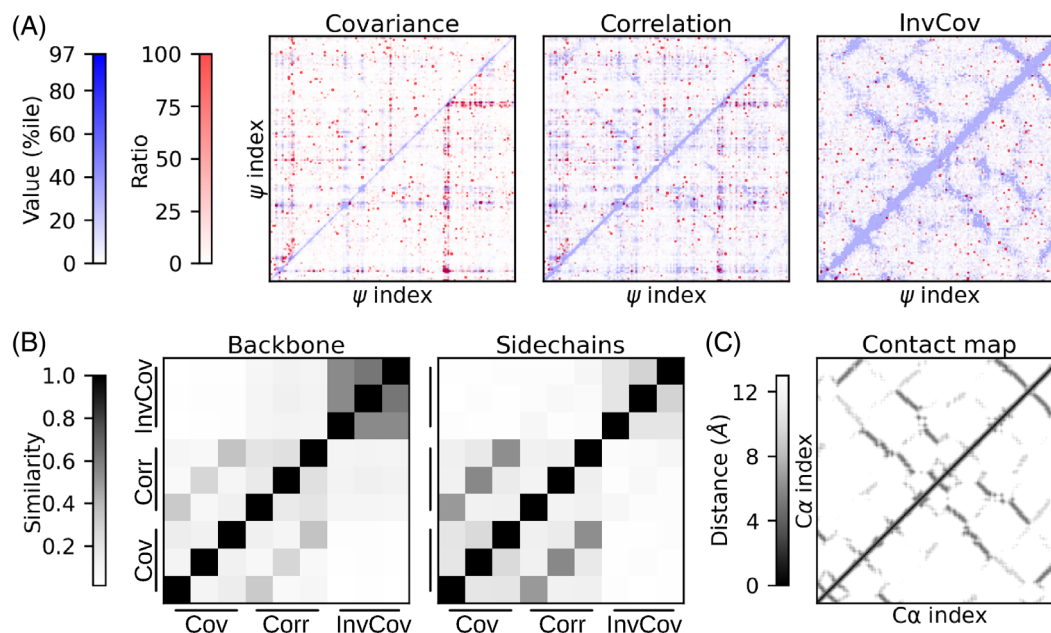 (A)
Covariance
Correlation
InvCov
97
80
60
40
20
0
Value (%ile)
100
75
50
25
0
Ratio
ψ index
ψ index
ψ index
ψ index
(B)
Backbone
Sidechains
(C)
Contact map
1.0
0.8
0.6
0.4
0.2
Similarity
InvCov
Corr
Cov
Cov
Corr
InvCov
Cov
Corr
InvCov
12
8
4
0
Distance (Å)
Cα index
Cα index